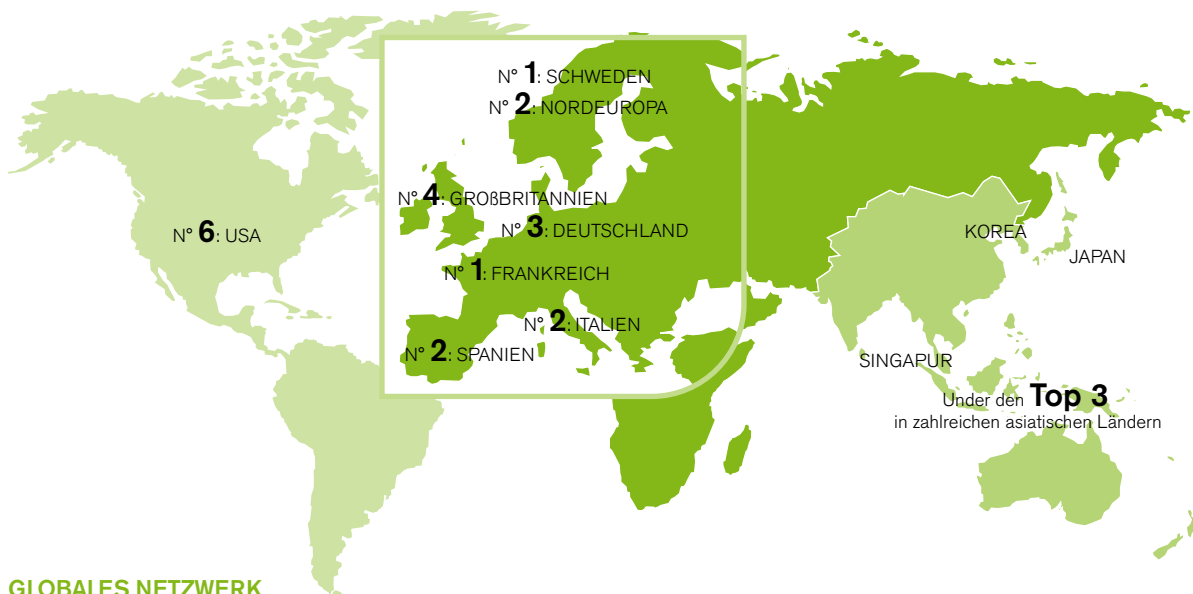 N° 1: SCHWEDEN
N° 2: NORDEUROPA
N° 4: GROßBRITANNIEN
N° 3: DEUTSCHLAND
N° 6: USA
KOREA
JAPAN
N° 1: FRANKREICH
N° 2: ITALIEN
N° 2: SPANIEN
SINGAPUR
Under den Top 3
in zahlreichen asiatischen Ländern
GLOBALES NETZWERK